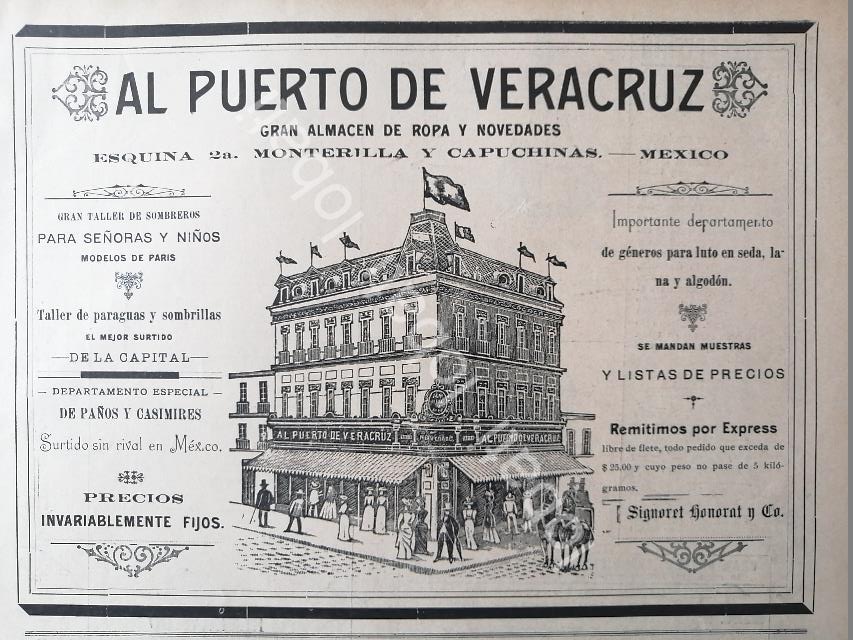 AL PUERTO DE VERACRUZ
GRAN ALMACEN DE ROPA Y NOVEDADES
ESQUINA 2a. MONTERILLA Y CAPUCHINAS. — MEXICO
GRAN TALLER DE SOMBREROS
PARA SEÑORAS Y NIÑOS
MODELOS DE PARIS
Taller de paraguas y sombrillas
EL MEJOR SURTIDO
—DE LA CAPITAL—
— DEPARTAMENTO ESPECIAL —
DE PAÑOS Y CASIMIRES
Surtido sin rival en México.
PRECIOS
INVARIABLEMENTE FIJOS.
AL PUERTO DE VERACRUZ
AL PUERTO DE VERACRUZ
Importante departamento
de géneros para luto en seda, la-
na y algodón.
SE MANDAN MUESTRAS
Y LISTAS DE PRECIOS
Remitimos por Express
libre de flete, todo pedido que exceda de
$ 25.00 y cuyo peso no pase de 5 kiló-
gramos.
Signoret Honorat y Co.